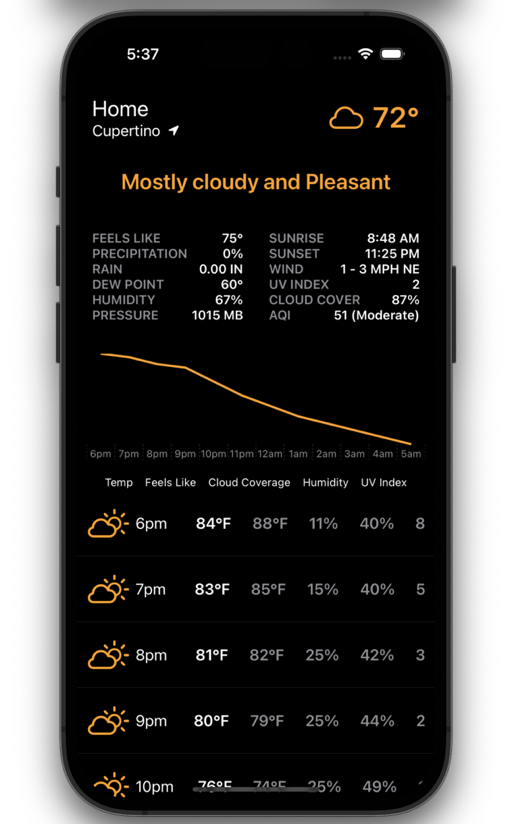 5:37
Home
Cupertino
72°
Mostly cloudy and Pleasant
FEELS LIKE 75° SUNRISE 8:48 AM
PRECIPITATION 0% SUNSET 11:25 PM
RAIN 0.00 IN WIND 1 - 3 MPH NE
DEW POINT 60° UV INDEX 2
HUMIDITY 67% CLOUD COVER 87%
PRESSURE 1015 MB AQI 51 (Moderate)
6pm 7pm 8pm 9pm 10pm 11pm 12am 1am 2am 3am 4am 5am
Temp Feels Like Cloud Coverage Humidity UV Index
6pm 84°F 88°F 11% 40% 8
7pm 83°F 85°F 15% 40% 5
8pm 81°F 82°F 25% 42% 3
9pm 80°F 79°F 25% 44% 2
10pm 76°F 74°F 25% 49%